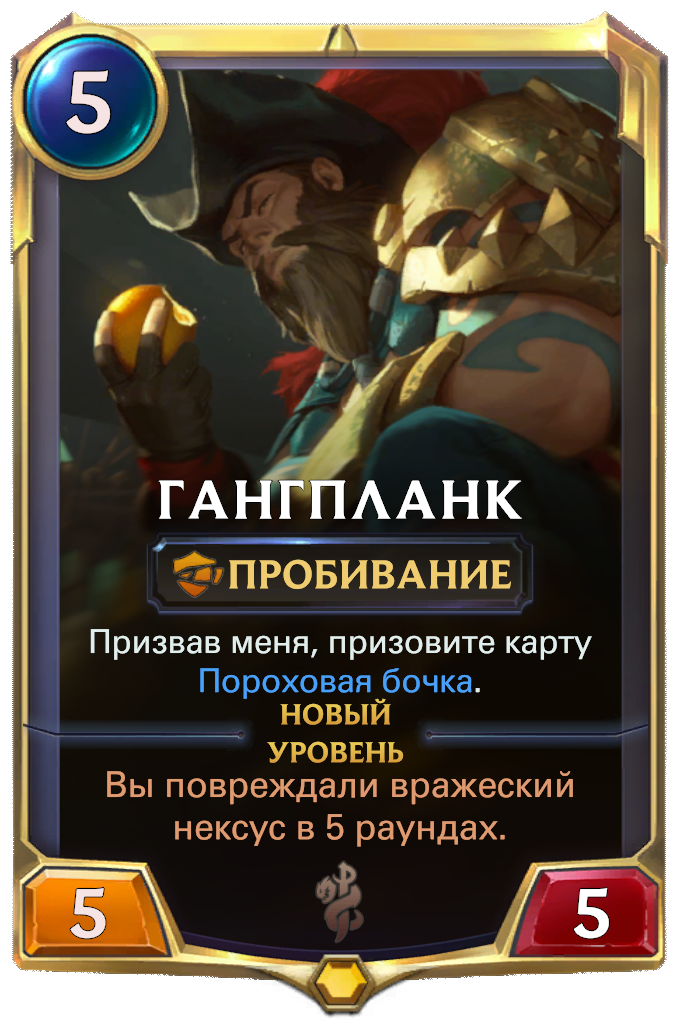 5
ГАНГПЛАНК
ПРОБИВАНИЕ
Призвав меня, призовите карту
Пороховая бочка.
НОВЫЙ
УРОВЕНЬ
Вы повреждали вражеский
нексус в 5 раундах.
5
5